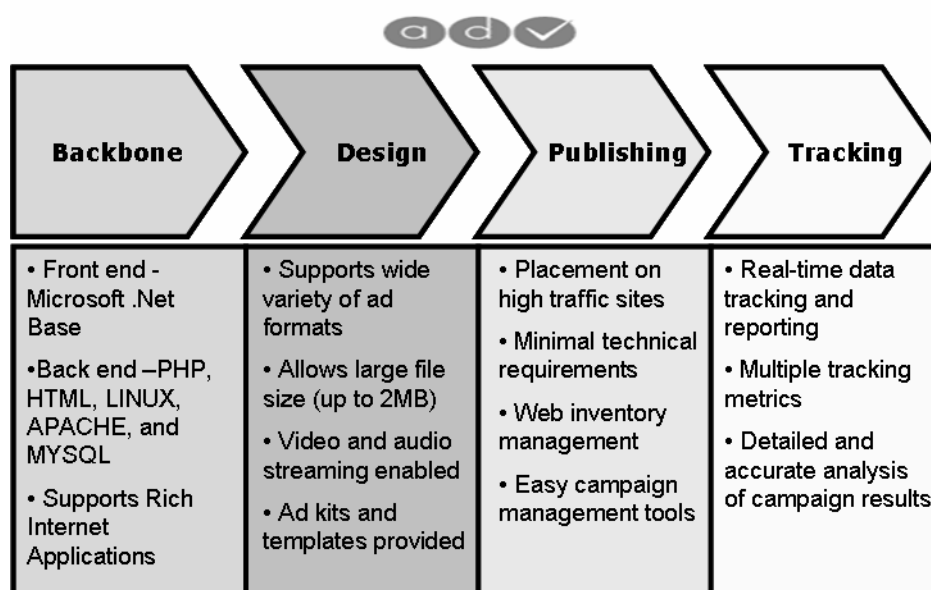 ad✓
Backbone
Design
Publishing
Tracking
• Front end -
Microsoft .Net
Base
•Back end –PHP,
HTML, LINUX,
APACHE, and
MYSQL
• Supports Rich
Internet
Applications
• Supports wide
variety of ad
formats
• Allows large file
size (up to 2MB)
• Video and audio
streaming enabled
• Ad kits and
templates provided
• Placement on
high traffic sites
• Minimal technical
requirements
• Web inventory
management
• Easy campaign
management tools
• Real-time data
tracking and
reporting
• Multiple tracking
metrics
• Detailed and
accurate analysis
of campaign results